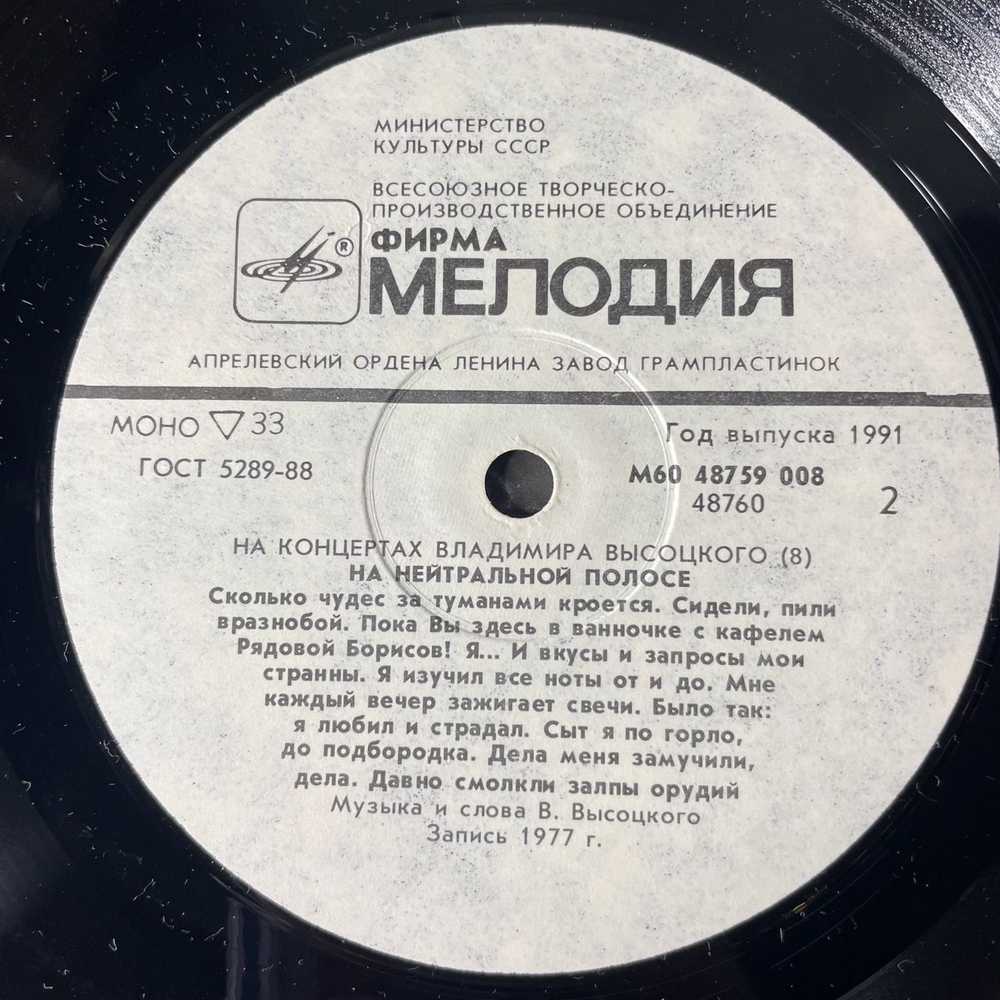 МИНИСТЕРСТВО
КУЛЬТУРЫ СССР
ВСЕСОЮЗНОЕ ТВОРЧЕСКО-
ПРОИЗВОДСТВЕННОЕ ОБЪЕДИНЕНИЕ
®
ФИРМА
МЕЛОДИЯ
АПРЕЛЕВСКИЙ ОРДЕНА ЛЕНИНА ЗАВОД ГРАМПЛАСТИНОК
МОНО ▽ 33
Год выпуска 1991
ГОСТ 5289-88
М60 48759 008
48760
2
НА КОНЦЕРТАХ ВЛАДИМИРА ВЫСОЦКОГО (8)
НА НЕЙТРАЛЬНОЙ ПОЛОСЕ
Сколько чудес за туманами кроется. Сидели, пили
вразнобой. Пока Вы здесь в ванночке с кафелем
Рядовой Борисов! Я... И вкусы и запросы мои
странны. Я изучил все ноты от и до. Мне
каждый вечер зажигает свечи. Было так:
я любил и страдал. Сыт я по горло,
до подбородка. Дела меня замучили,
дела. Давно смолкли залпы орудий
Музыка и слова В. Высоцкого
Запись 1977 г.